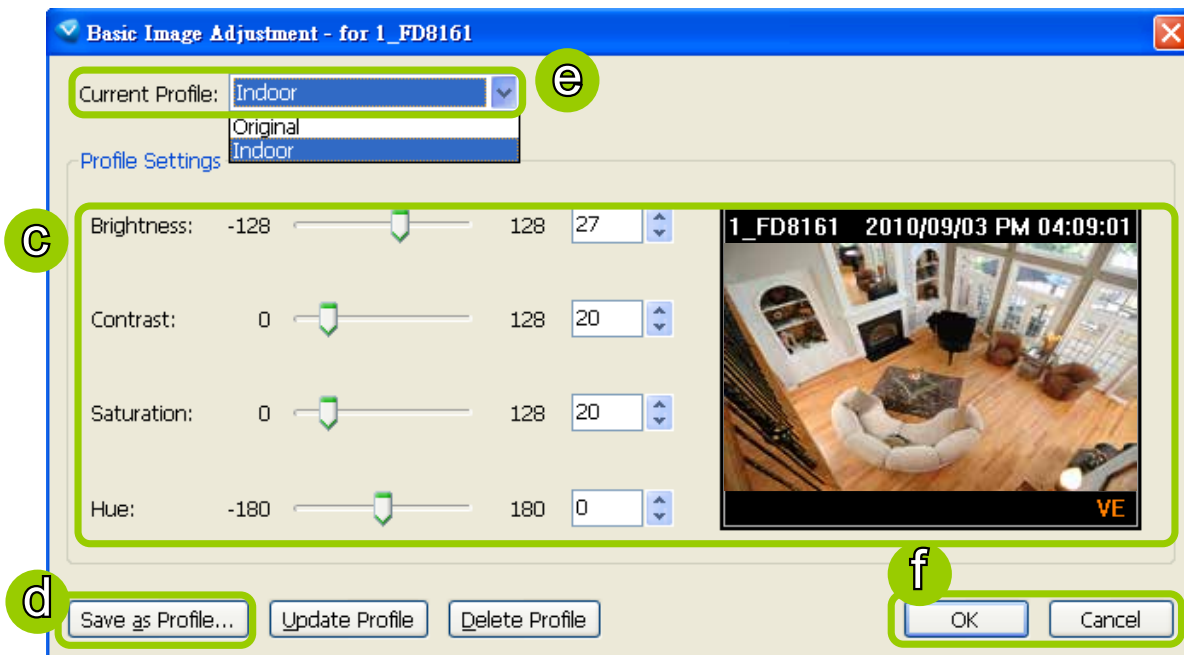 Basic Image Adjustment - for 1_FD8161
Current Profile: Indoor
e
Original
Indoor
Profile Settings
c
Brightness: -128 128 27
1_FD8161 2010/09/03 PM 04:09:01
Contrast: 0 128 20
Saturation: 0 128 20
Hue: -180 180 0
VE
d
f
Save as Profile... Update Profile Delete Profile OK Cancel